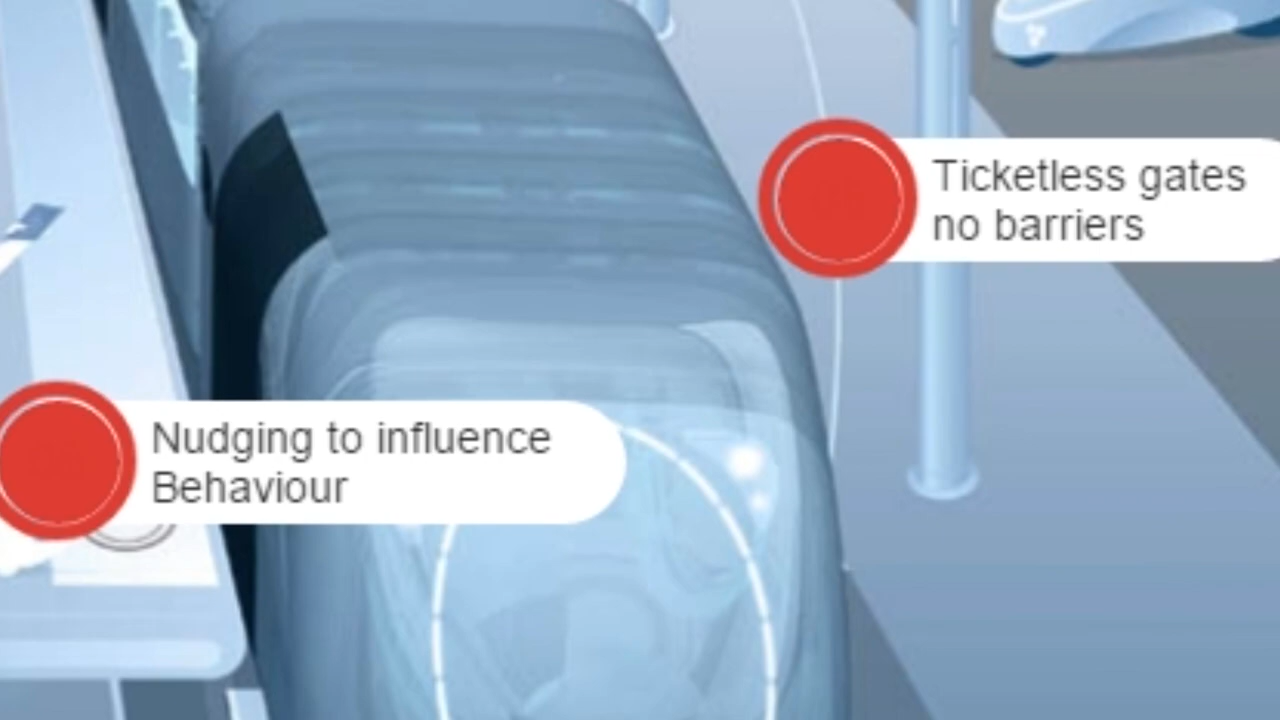 Ticketless gates
no barriers
Nudging to influence
Behaviour